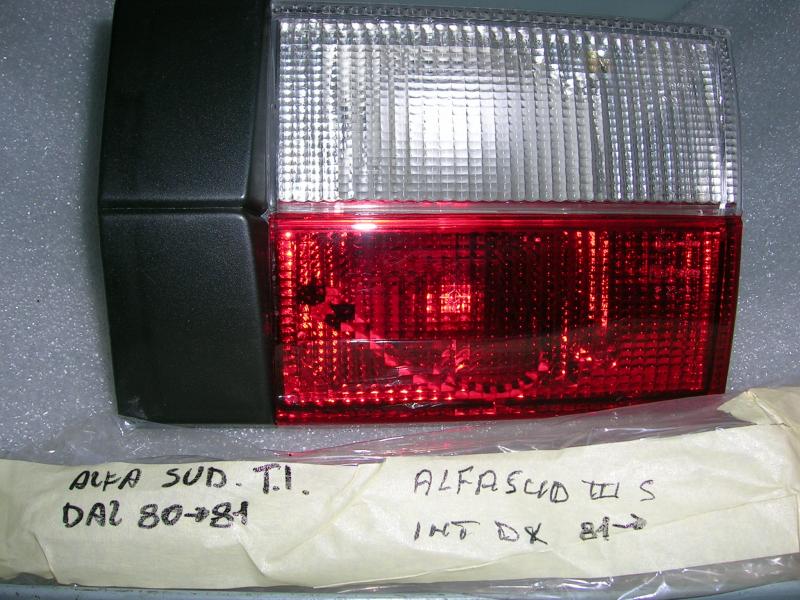 ALFA SUD. T.I.
DAL 80→81
ALFASUD III S
INT DX 81→